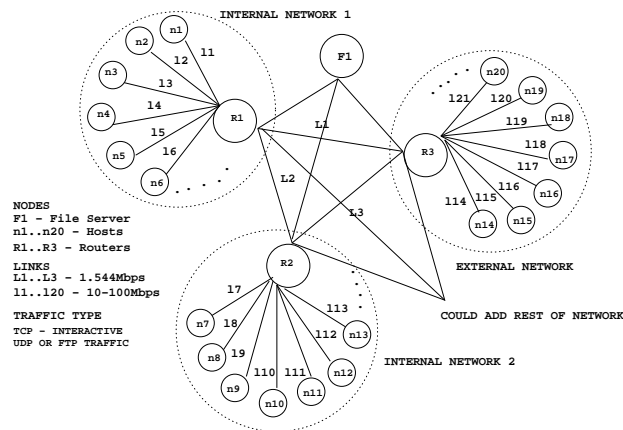 INTERNAL NETWORK 1
n1
n2
n3
n4
n5
n6
l1
l2
l3
l4
l5
l6
R1
F1
L1
L2
L3
n20
n19
n18
n17
n16
n15
n14
l21
l20
l19
l18
l17
l16
l15
l14
R3
EXTERNAL NETWORK
COULD ADD REST OF NETWORK
NODES
F1 - File Server
n1..n20 - Hosts
R1..R3 - Routers
LINKS
L1..L3 - 1.544Mbps
l1..l20 - 10-100Mbps
TRAFFIC TYPE
TCP - INTERACTIVE
UDP OR FTP TRAFFIC
R2
l7
l8
l9
l10
l11
l12
l13
n7
n8
n9
n10
n11
n12
n13
INTERNAL NETWORK 2